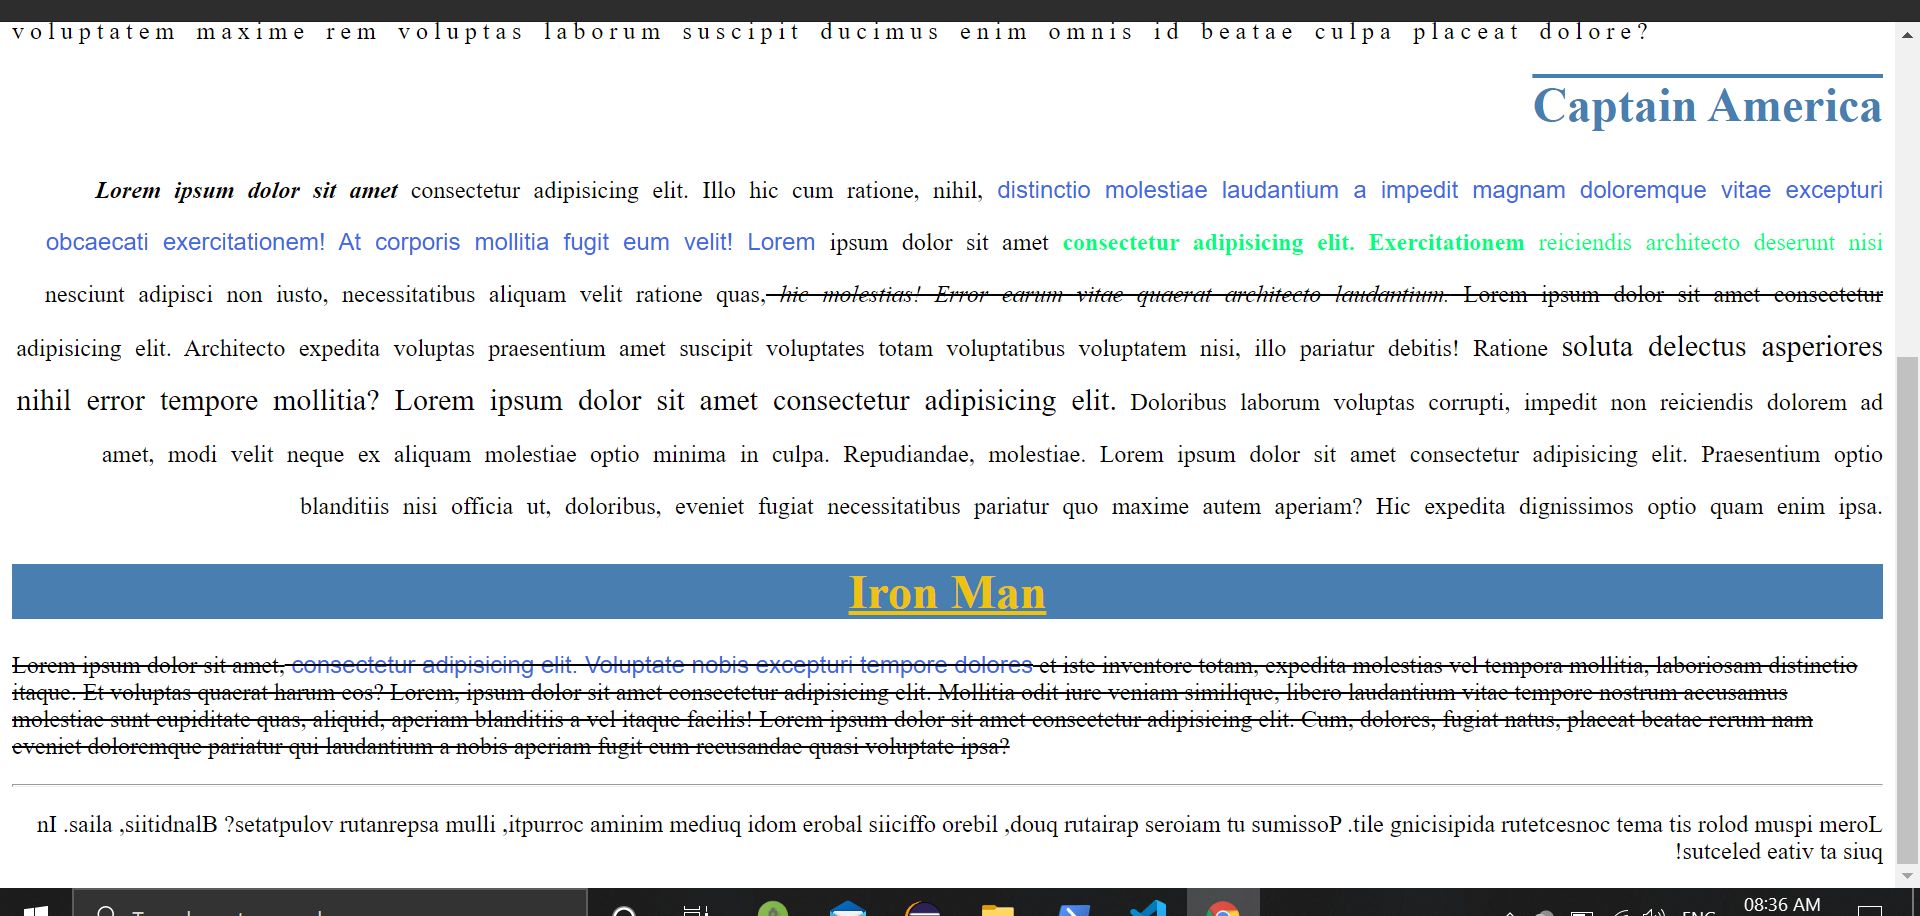 voluptatem maxime rem voluptas laborum suscipit ducimus enim omnis id beatae culpa placeat dolore?
Captain America
Lorem ipsum dolor sit amet consectetur adipisicing elit. Illo hic cum ratione, nihil, distinctio molestiae laudantium a impedit magnam doloremque vitae excepturi
obcaecati exercitationem! At corporis mollitia fugit eum velit! Lorem ipsum dolor sit amet consectetur adipisicing elit. Exercitationem reiciendis architecto deserunt nisi
nesciunt adipisci non iusto, necessitatibus aliquam velit ratione quas, hic molestias! Error earum vitae quaerat architecto laudantium. Lorem ipsum dolor sit amet consectetur
adipisicing elit. Architecto expedita voluptas praesentium amet suscipit voluptates totam voluptatibus voluptatem nisi, illo pariatur debitis! Ratione soluta delectus asperiores
nihil error tempore mollitia? Lorem ipsum dolor sit amet consectetur adipisicing elit. Doloribus laborum voluptas corrupti, impedit non reiciendis dolorem ad
amet, modi velit neque ex aliquam molestiae optio minima in culpa. Repudiandae, molestiae. Lorem ipsum dolor sit amet consectetur adipisicing elit. Praesentium optio
blanditiis nisi officia ut, doloribus, eveniet fugiat necessitatibus pariatur quo maxime autem aperiam? Hic expedita dignissimos optio quam enim ipsa.
Iron Man
Lorem ipsum dolor sit amet, consectetur adipisicing elit. Voluptate nobis excepturi tempore dolores et iste inventore totam, expedita molestias vel tempora mollitia, laboriosam distinctio
itaque. Et voluptas quaerat harum eos? Lorem, ipsum dolor sit amet consectetur adipisicing elit. Mollitia odit iure veniam similique, libero laudantium vitae tempore nostrum accusamus
molestiae sunt cupiditate quas, aliquid, aperiam blanditiis a vel itaque facilis! Lorem ipsum dolor sit amet consectetur adipisicing elit. Cum, dolores, fugiat natus, placeat beatae rerum nam
eveniet doloremque pariatur qui laudantium a nobis aperiam fugit eum recusandae quasi voluptate ipsa?
nI .saila ,siitidnalB ?setatpulov rutanrepsa mulli ,itpurroc aminim mediuq idom erobal siiciffo orebil ,douq rutairap seroiam tu sumissoP .tile gnicisipida rutetcesnoc tema tis rolod muspi meroL
!sutceled eativ ta siuq
08:36 AM